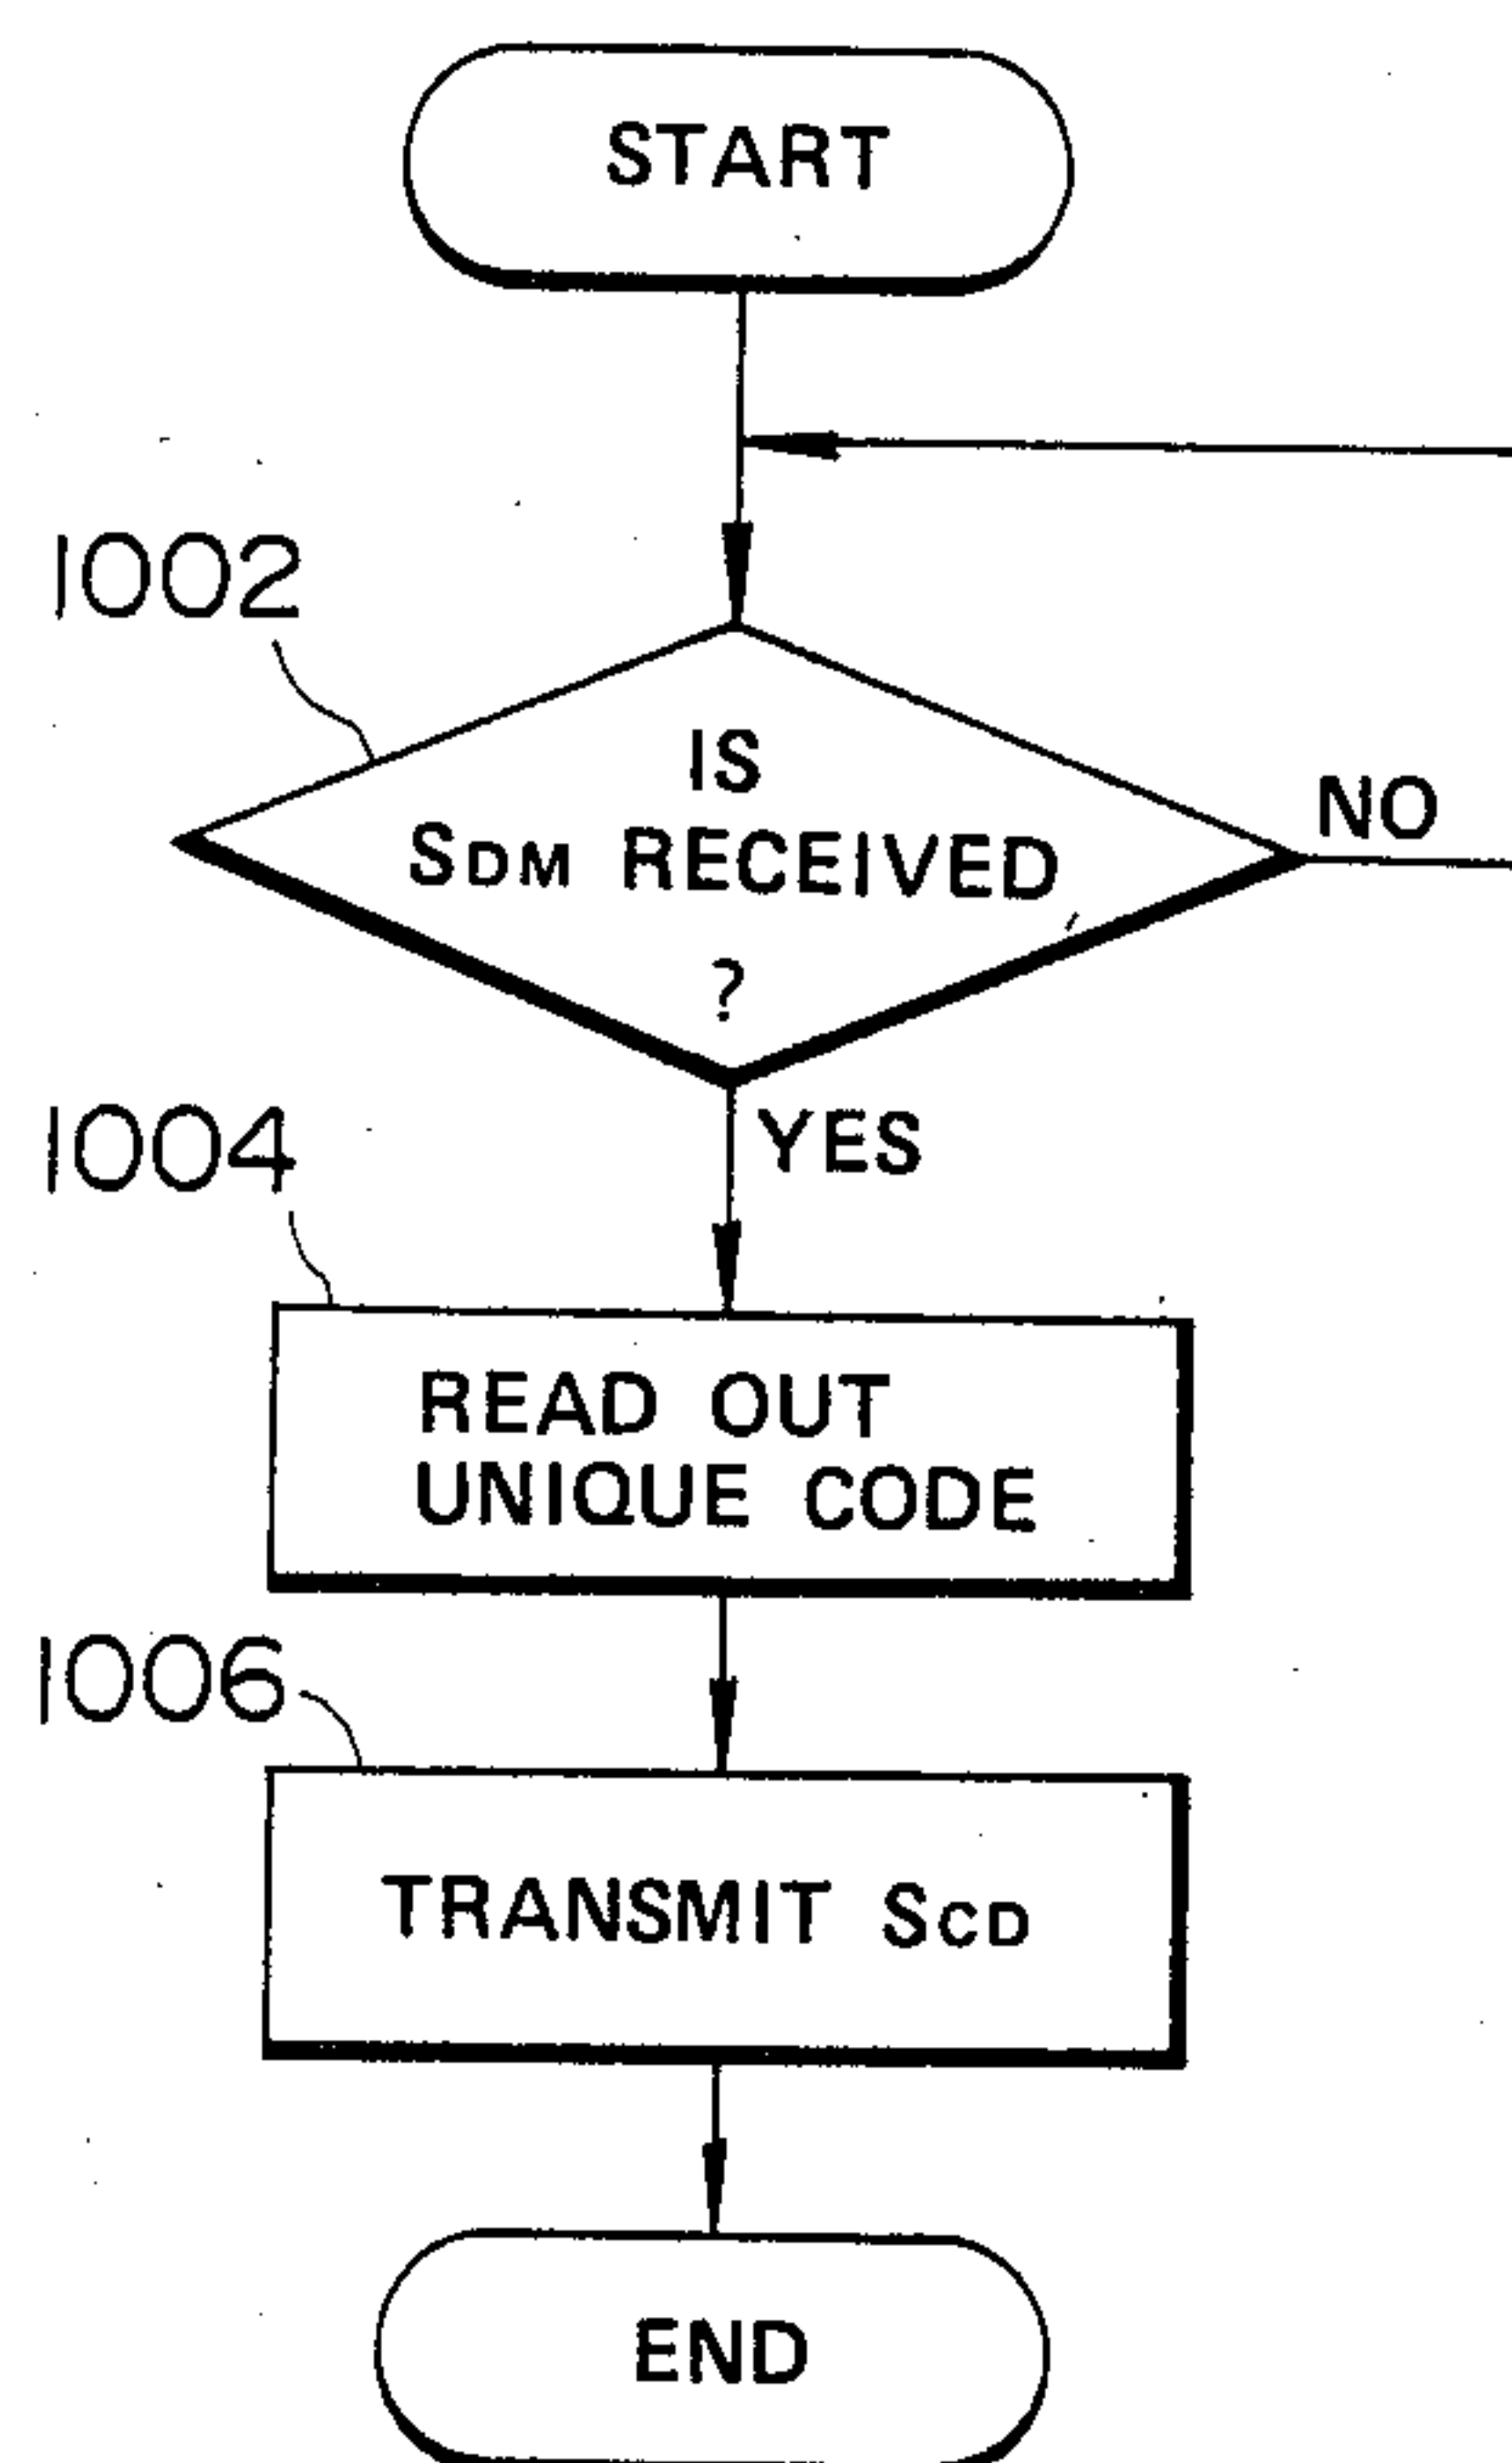 START
1002
IS
SDM RECEIVED
?
NO
YES
1004
READ OUT
UNIQUE CODE
1006
TRANSMIT SCD
END